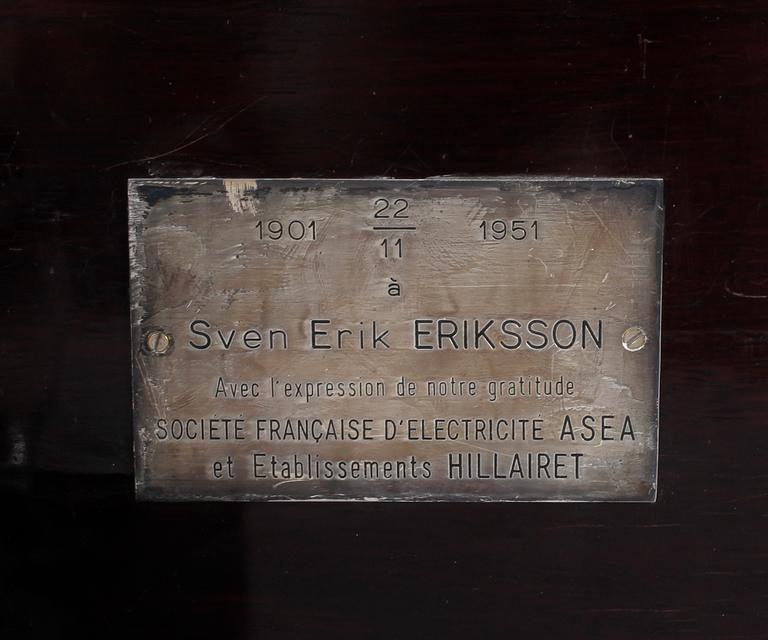 1901 22/11 1951
à
Sven Erik ERIKSSON
Avec l'expression de notre gratitude
SOCIÉTÉ FRANÇAISE D'ELECTRICITÉ ASEA
et Etablissements HILLAIRET